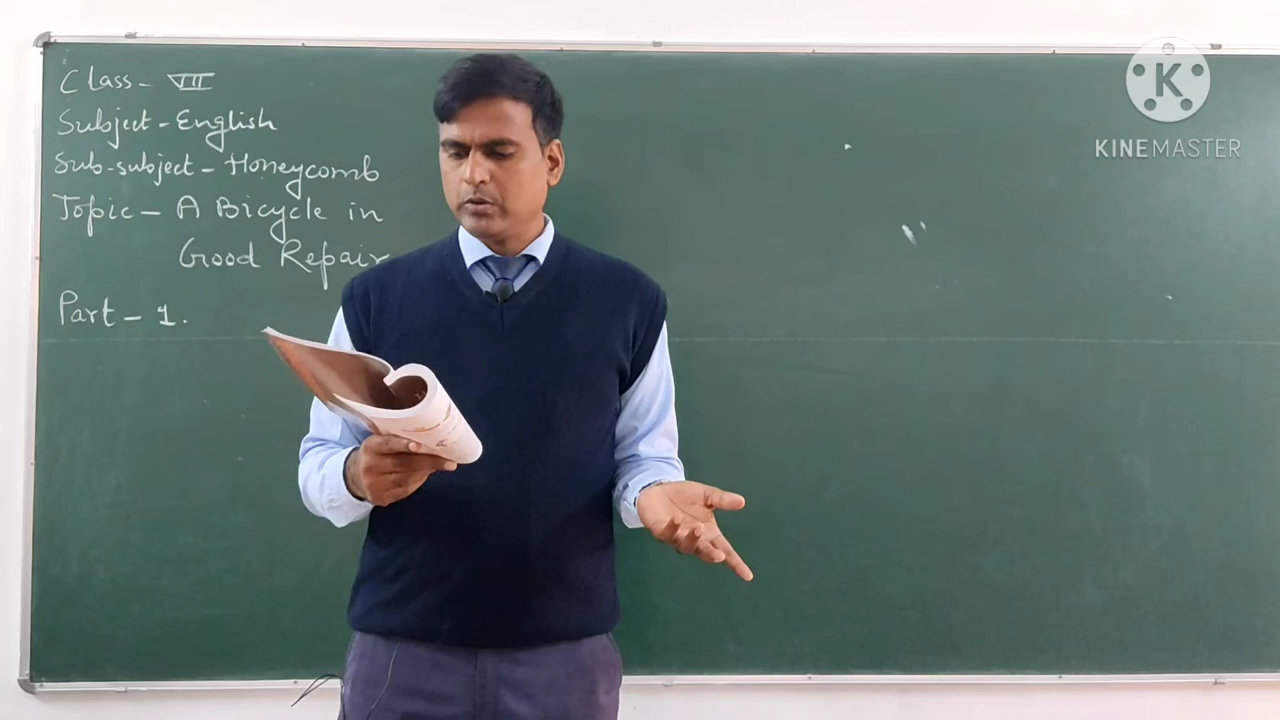 Class - VII
Subject - English
Sub-subject - Honeycomb
Topic - A Bicycle in
Good Repair
Part - 1.
K
KINEMASTER